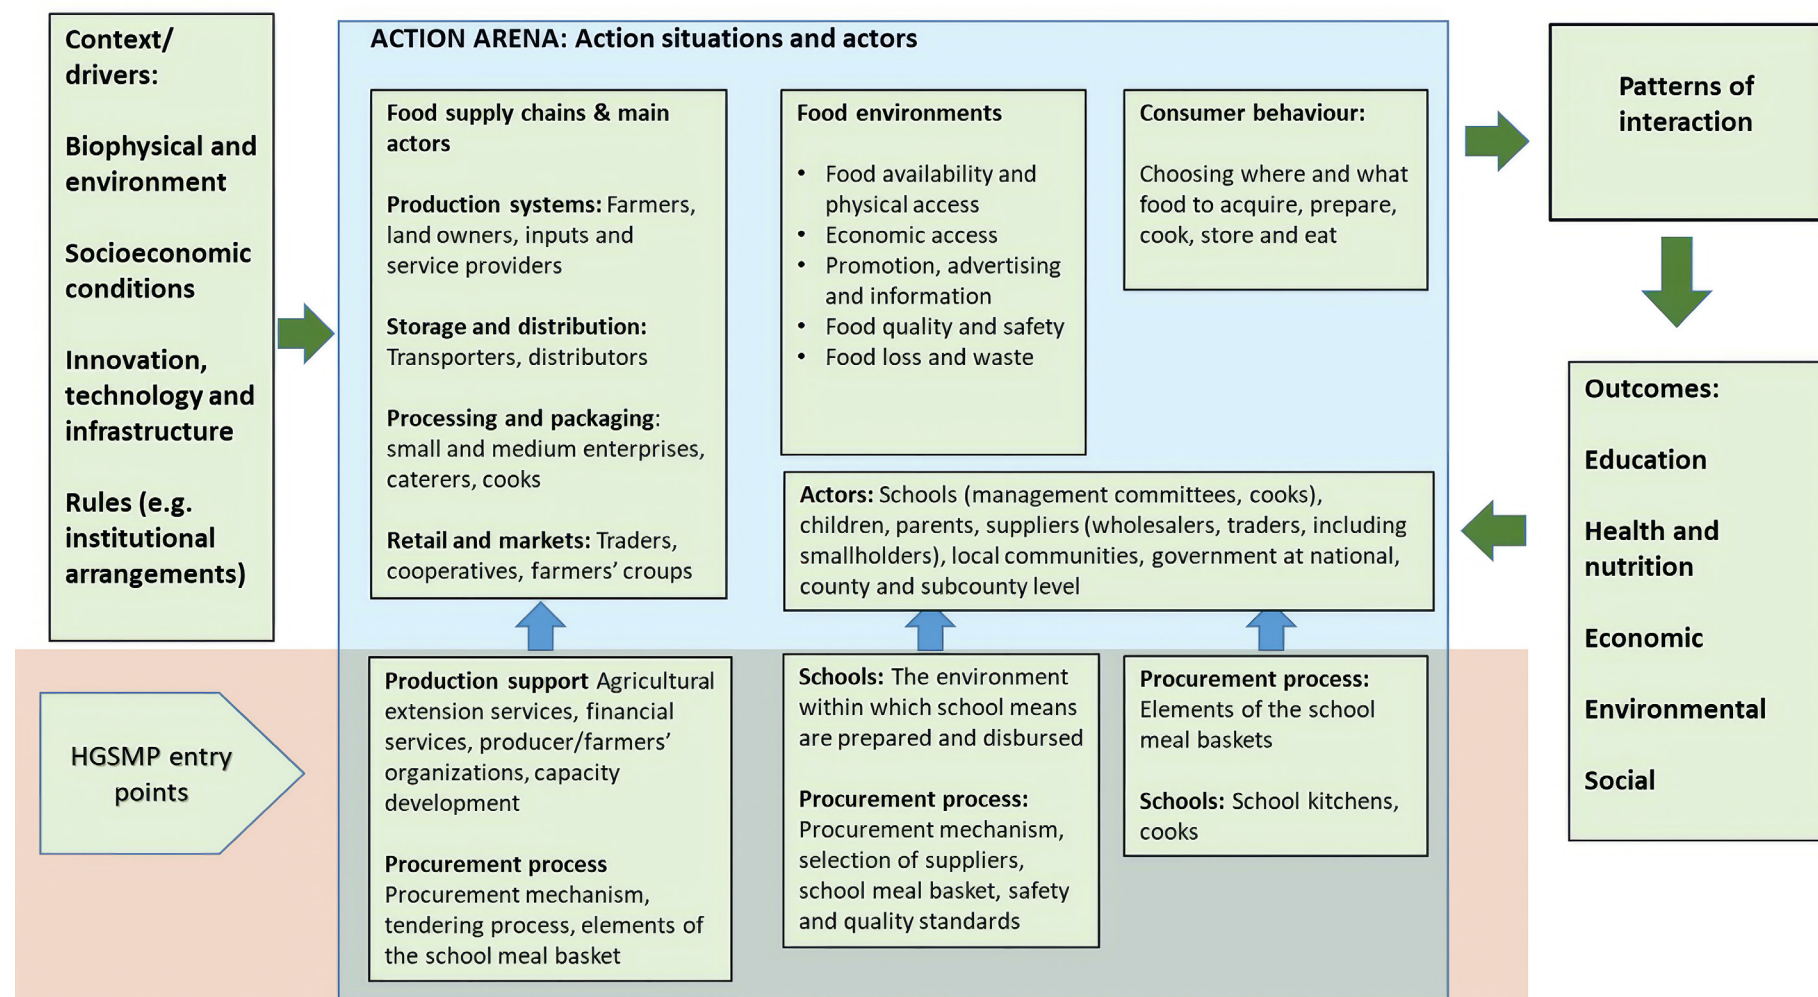 Context/
drivers:
Biophysical and
environment
Socioeconomic
conditions
Innovation,
technology and
infrastructure
Rules (e.g.
institutional
arrangements)
ACTION ARENA: Action situations and actors
Food supply chains & main
actors
Production systems: Farmers,
land owners, inputs and
service providers
Storage and distribution:
Transporters, distributors
Processing and packaging:
small and medium enterprises,
caterers, cooks
Retail and markets: Traders,
cooperatives, farmers’ croups
Food environments
• Food availability and
physical access
• Economic access
• Promotion, advertising
and information
• Food quality and safety
• Food loss and waste
Consumer behaviour:
Choosing where and what
food to acquire, prepare,
cook, store and eat
Actors: Schools (management committees, cooks),
children, parents, suppliers (wholesalers, traders, including
smallholders), local communities, government at national,
county and subcounty level
Patterns of
interaction
Outcomes:
Education
Health and
nutrition
Economic
Environmental
Social
HGSMP entry
points
Production support Agricultural
extension services, financial
services, producer/farmers’
organizations, capacity
development
Procurement process
Procurement mechanism,
tendering process, elements of
the school meal basket
Schools: The environment
within which school means
are prepared and disbursed
Procurement process:
Procurement mechanism,
selection of suppliers,
school meal basket, safety
and quality standards
Procurement process:
Elements of the school
meal baskets
Schools: School kitchens,
cooks